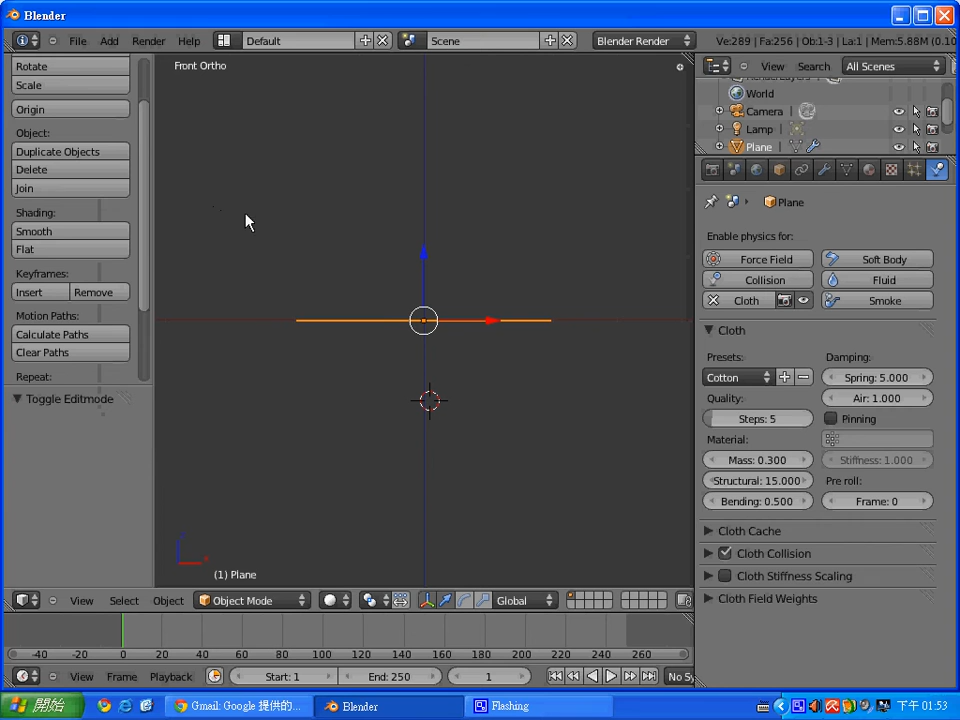 Blender
File Add Render Help Default Scene Blender Render Ve:289 | Fa:256 | Ob:1-3 | La:1 | Mem:5.88M (0.10
Rotate
Scale
Origin
Object:
Duplicate Objects
Delete
Join
Shading:
Smooth
Flat
Keyframes:
Insert Remove
Motion Paths:
Calculate Paths
Clear Paths
Repeat:
Toggle Editmode
Front Ortho
(1) Plane
View Search All Scenes
World
Camera
Lamp
Plane
Plane
Enable physics for:
Force Field Soft Body
Collision Fluid
Cloth Smoke
Cloth
Presets: Damping:
Cotton Spring: 5.000
Quality: Air: 1.000
Steps: 5 Pinning
Material:
Mass: 0.300 Stiffness: 1.000
Structural: 15.000 Pre roll:
Bending: 0.500 Frame: 0
Cloth Cache
Cloth Collision
Cloth Stiffness Scaling
Cloth Field Weights
View Select Object Object Mode Global
-40 -20 0 20 40 60 80 100 120 140 160 180 200 220 240 260
View Frame Playback Start: 1 End: 250 1 No Sy
開始 Gmail: Google 提供的... Blender Flashing 下午 01:53